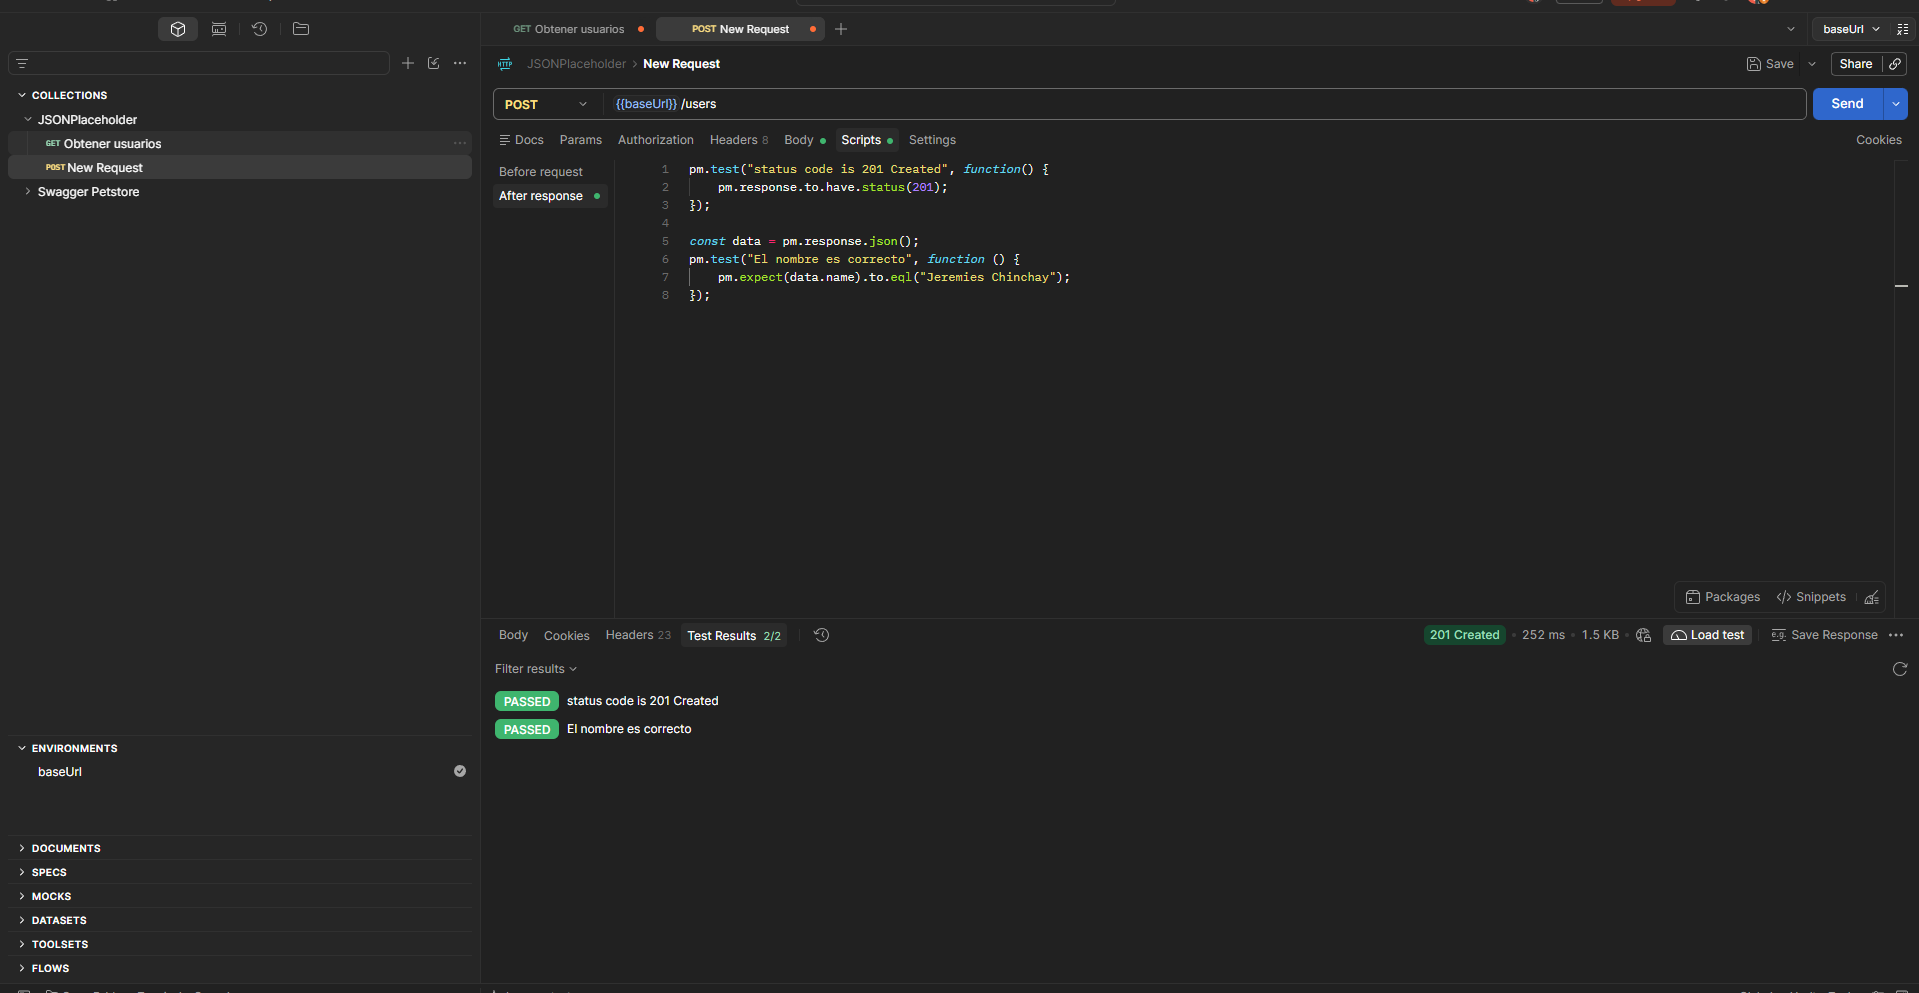 GET Obtener usuarios
POST New Request
baseUrl
JSONPlaceholder > New Request
Save
Share
COLLECTIONS
JSONPlaceholder
GET Obtener usuarios
POST New Request
Swagger Petstore
POST
{{baseUrl}} /users
Send
Docs
Params
Authorization
Headers 8
Body
Scripts
Settings
Cookies
Before request
After response
1 pm.test("status code is 201 Created", function() {
2 pm.response.to.have.status(201);
3 });
4
5 const data = pm.response.json();
6 pm.test("El nombre es correcto", function () {
7 pm.expect(data.name).to.eql("Jeremies Chinchay");
8 });
Packages
</> Snippets
Body
Cookies
Headers 23
Test Results 2/2
201 Created
252 ms
1.5 KB
Load test
e.g. Save Response
Filter results
PASSED status code is 201 Created
PASSED El nombre es correcto
ENVIRONMENTS
baseUrl
DOCUMENTS
SPECS
MOCKS
DATASETS
TOOLSETS
FLOWS